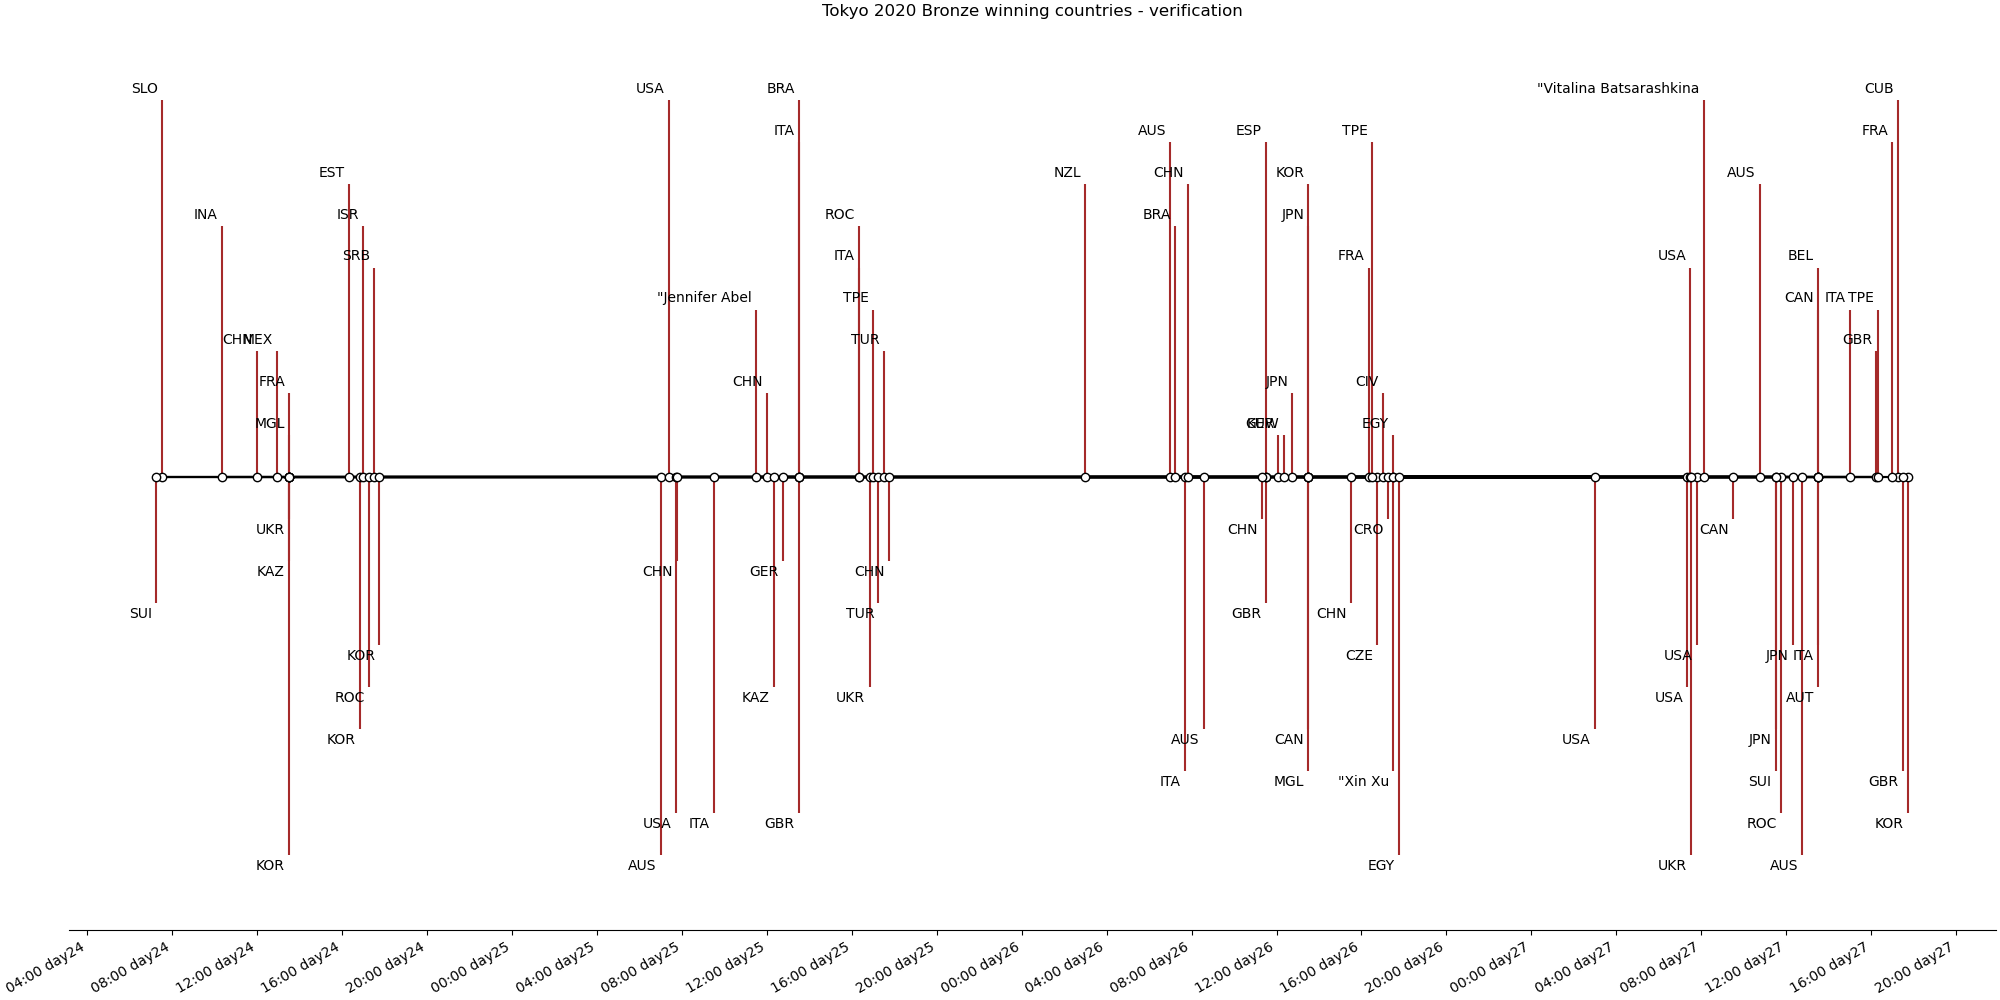 Tokyo 2020 Bronze winning countries - verification
SLO USA BRA "Vitalina Batsarashkina CUB
ITA AUS ESP TPE FRA
EST NZL CHN KOR AUS
INA ISR ROC BRA JPN
SRB ITA FRA USA BEL
"Jennifer Abel TPE CAN ITA TPE
CHN MEX TUR GBR
FRA CHN JPN CIV
MGL KUW EGY
UKR CHN CRO CAN
KAZ CHN GER CHN
SUI TUR GBR CHN
KOR CZE USA JPN ITA
ROC KAZ UKR USA AUT
KOR AUS CAN USA JPN
ITA MGL "Xin Xu SUI GBR
USA ITA GBR ROC KOR
KOR AUS EGY UKR AUS
04:00 day24 08:00 day24 12:00 day24 16:00 day24 20:00 day24 00:00 day25 04:00 day25 08:00 day25 12:00 day25 16:00 day25 20:00 day25 00:00 day26 04:00 day26 08:00 day26 12:00 day26 16:00 day26 20:00 day26 00:00 day27 04:00 day27 08:00 day27 12:00 day27 16:00 day27 20:00 day27